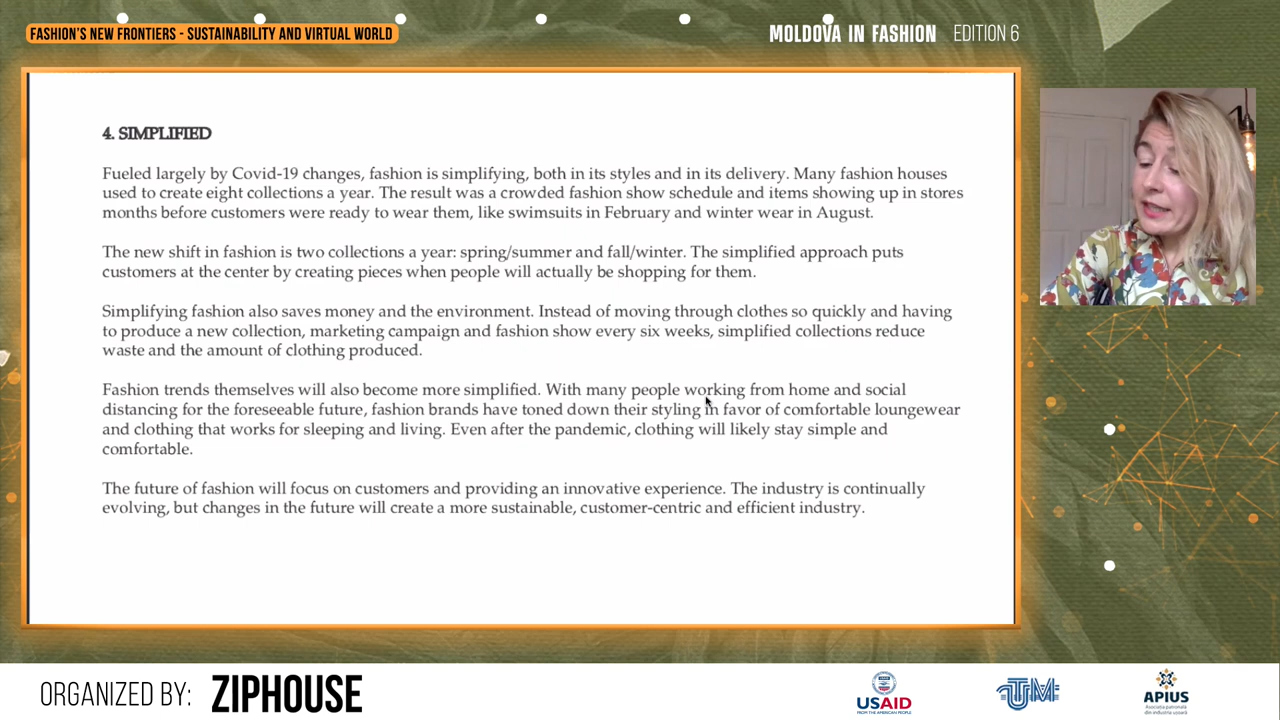 FASHION'S NEW FRONTIERS - SUSTAINABILITY AND VIRTUAL WORLD
MOLDOVA IN FASHION EDITION 6
4. SIMPLIFIED
Fueled largely by Covid-19 changes, fashion is simplifying, both in its styles and in its delivery. Many fashion houses
used to create eight collections a year. The result was a crowded fashion show schedule and items showing up in stores
months before customers were ready to wear them, like swimsuits in February and winter wear in August.
The new shift in fashion is two collections a year: spring/summer and fall/winter. The simplified approach puts
customers at the center by creating pieces when people will actually be shopping for them.
Simplifying fashion also saves money and the environment. Instead of moving through clothes so quickly and having
to produce a new collection, marketing campaign and fashion show every six weeks, simplified collections reduce
waste and the amount of clothing produced.
Fashion trends themselves will also become more simplified. With many people working from home and social
distancing for the foreseeable future, fashion brands have toned down their styling in favor of comfortable loungewear
and clothing that works for sleeping and living. Even after the pandemic, clothing will likely stay simple and
comfortable.
The future of fashion will focus on customers and providing an innovative experience. The industry is continually
evolving, but changes in the future will create a more sustainable, customer-centric and efficient industry.
ORGANIZED BY: ZIPHOUSE
USAID
FROM THE AMERICAN PEOPLE
UTM
APIUS
Asociația patronală
din industria ușoară